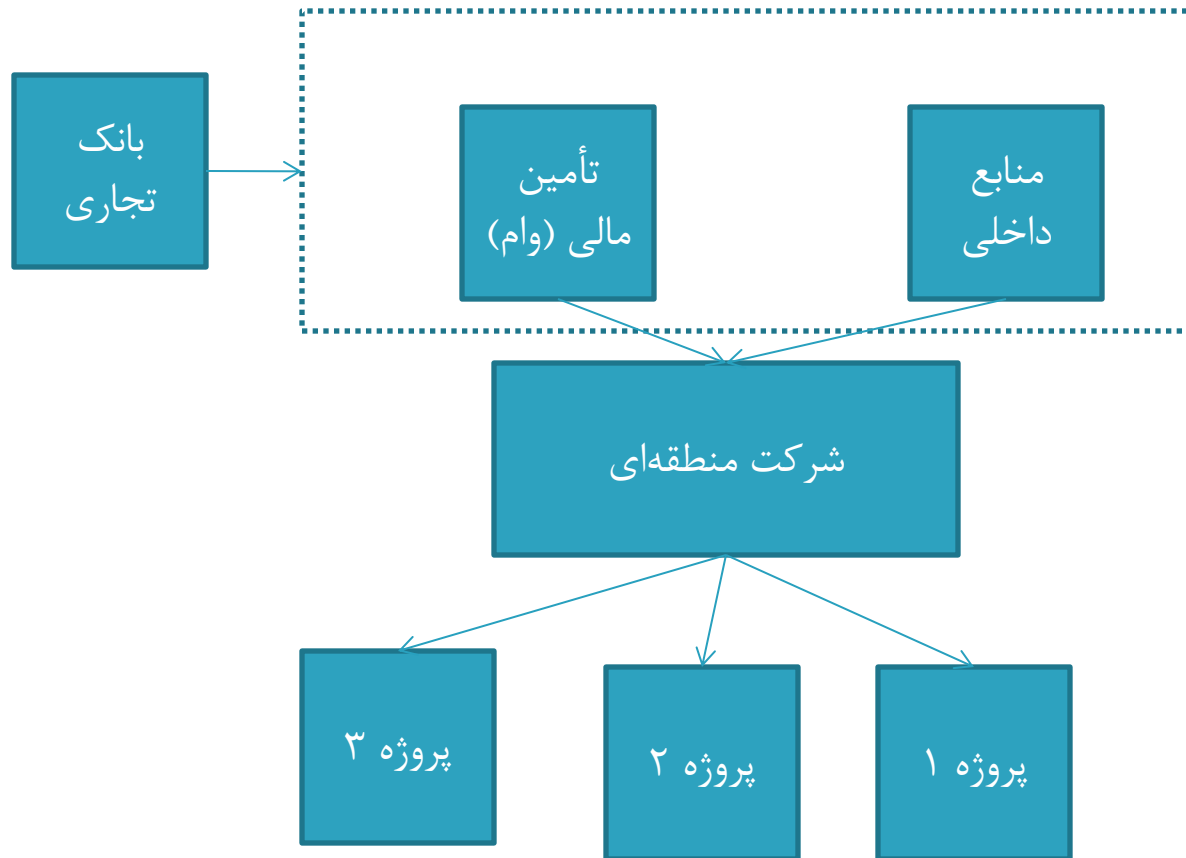 منابع
داخلی
تأمین
مالی (وام)
بانک
تجاری
شرکت منطقه‌ای
پروژه ۱
پروژه ۲
پروژه ۳